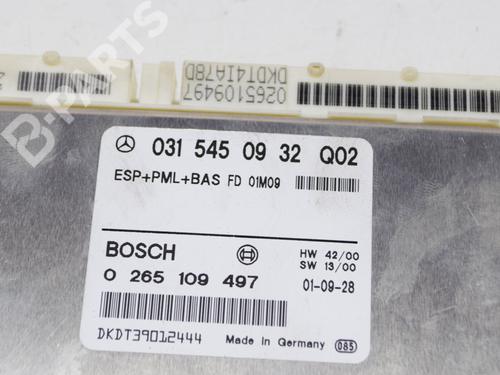 B-PARTS
0265109497
DKDT4IA78D
031 545 09 32 Q02
ESP+PML+BAS FD 01M09
BOSCH
HW 42/00
SW 13/00
0 265 109 497
01-09-28
DKDT39012444
Made in Germany
085